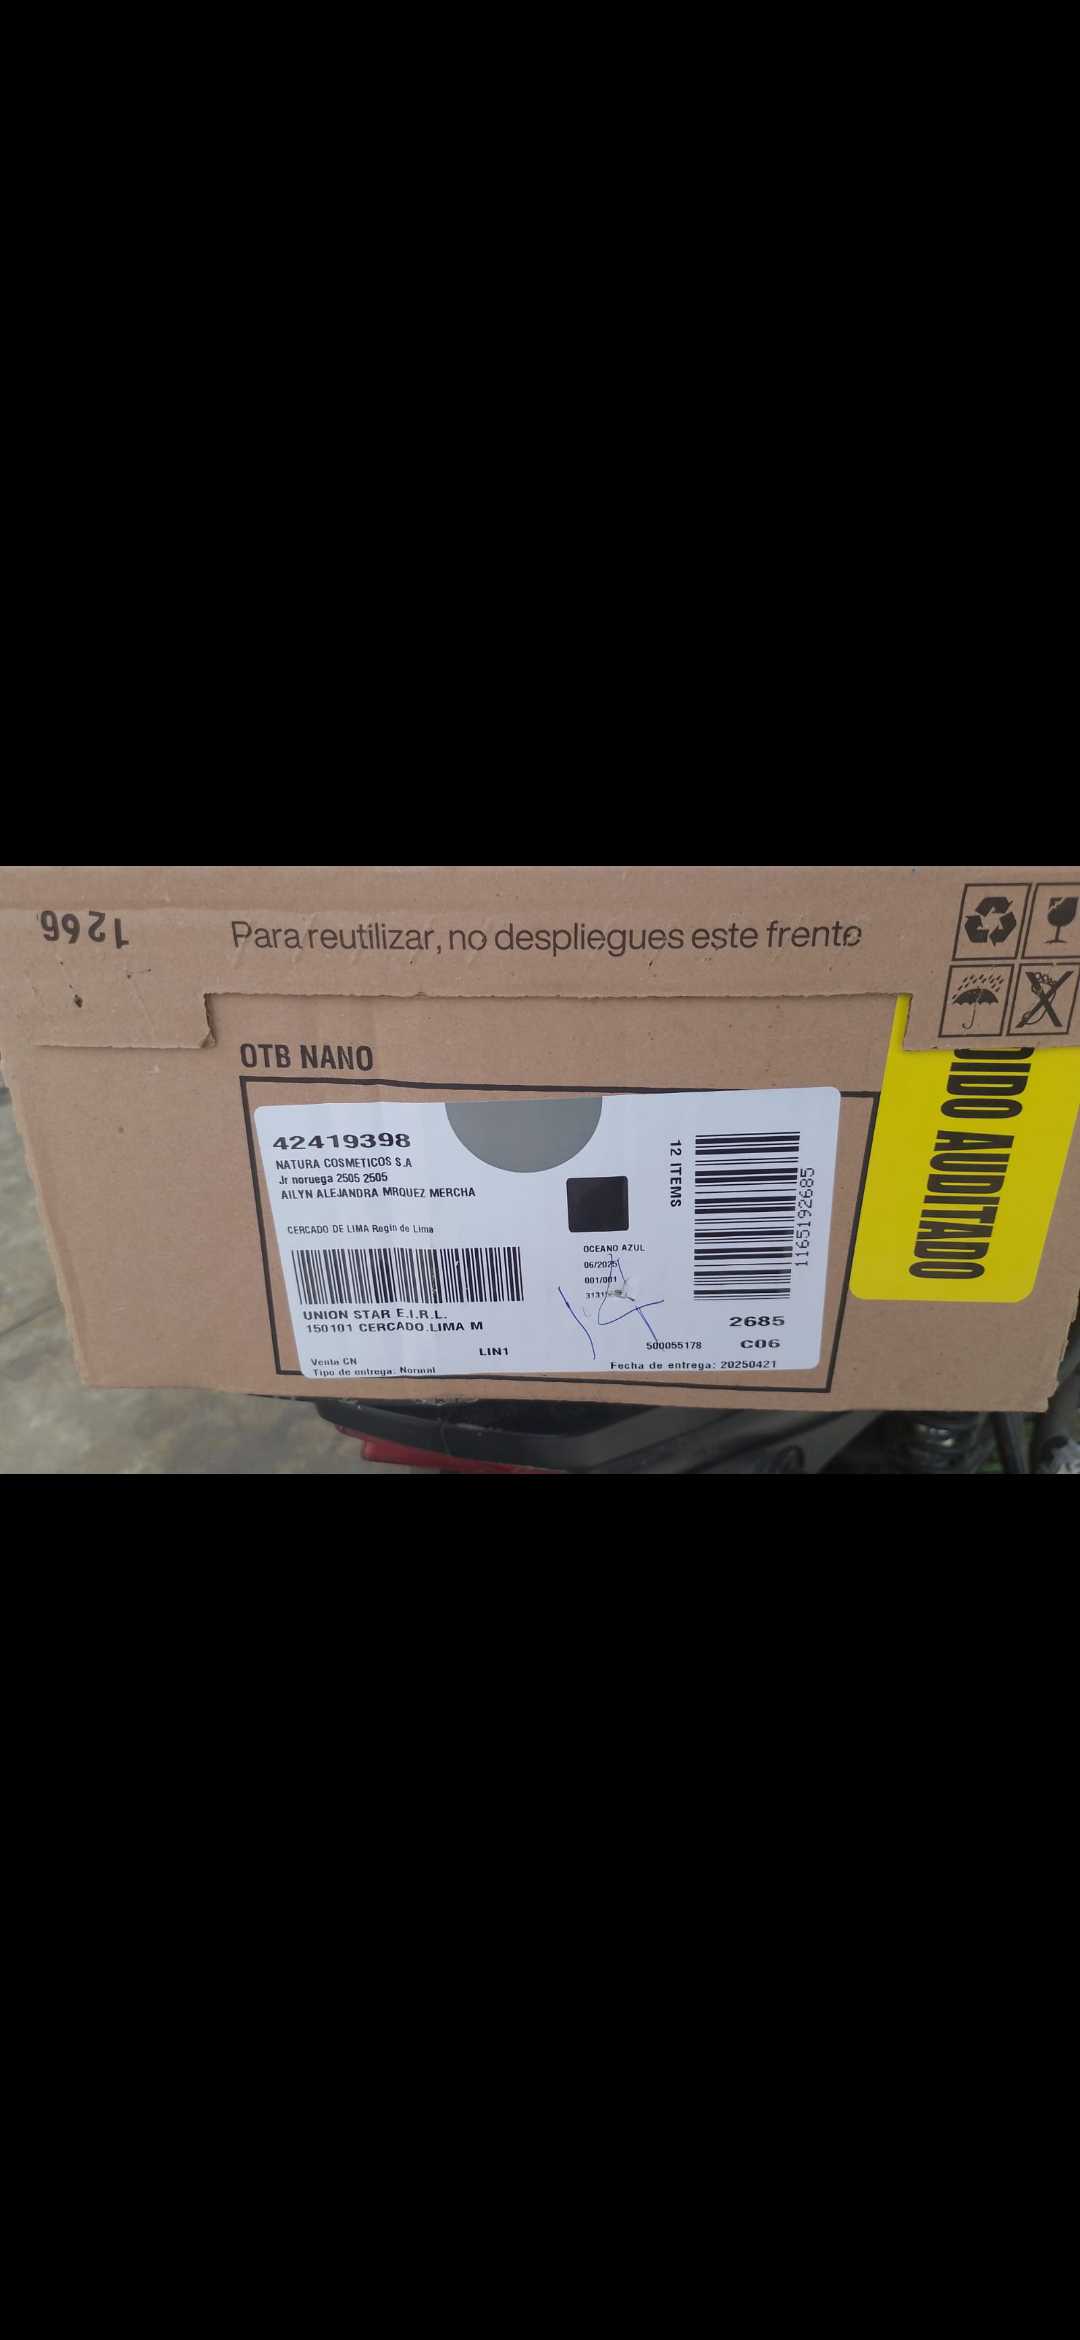 1266
Para reutilizar, no despliegues este frente
OTB NANO
42419398
NATURA COSMETICOS S.A
Jr noruega 2505 2505
AILYN ALEJANDRA MRQUEZ MERCHA
CERCADO DE LIMA Regin de Lima
UNION STAR E.I.R.L.
150101 CERCADO.LIMA M
LIN1
Venta CN
Tipo de entrega: Normal
OCEANO AZUL
06/2025
001/001
14
12 ITEMS
1165192685
2685
500055178
C06
Fecha de entrega: 20250421
DIDO AUDITADO